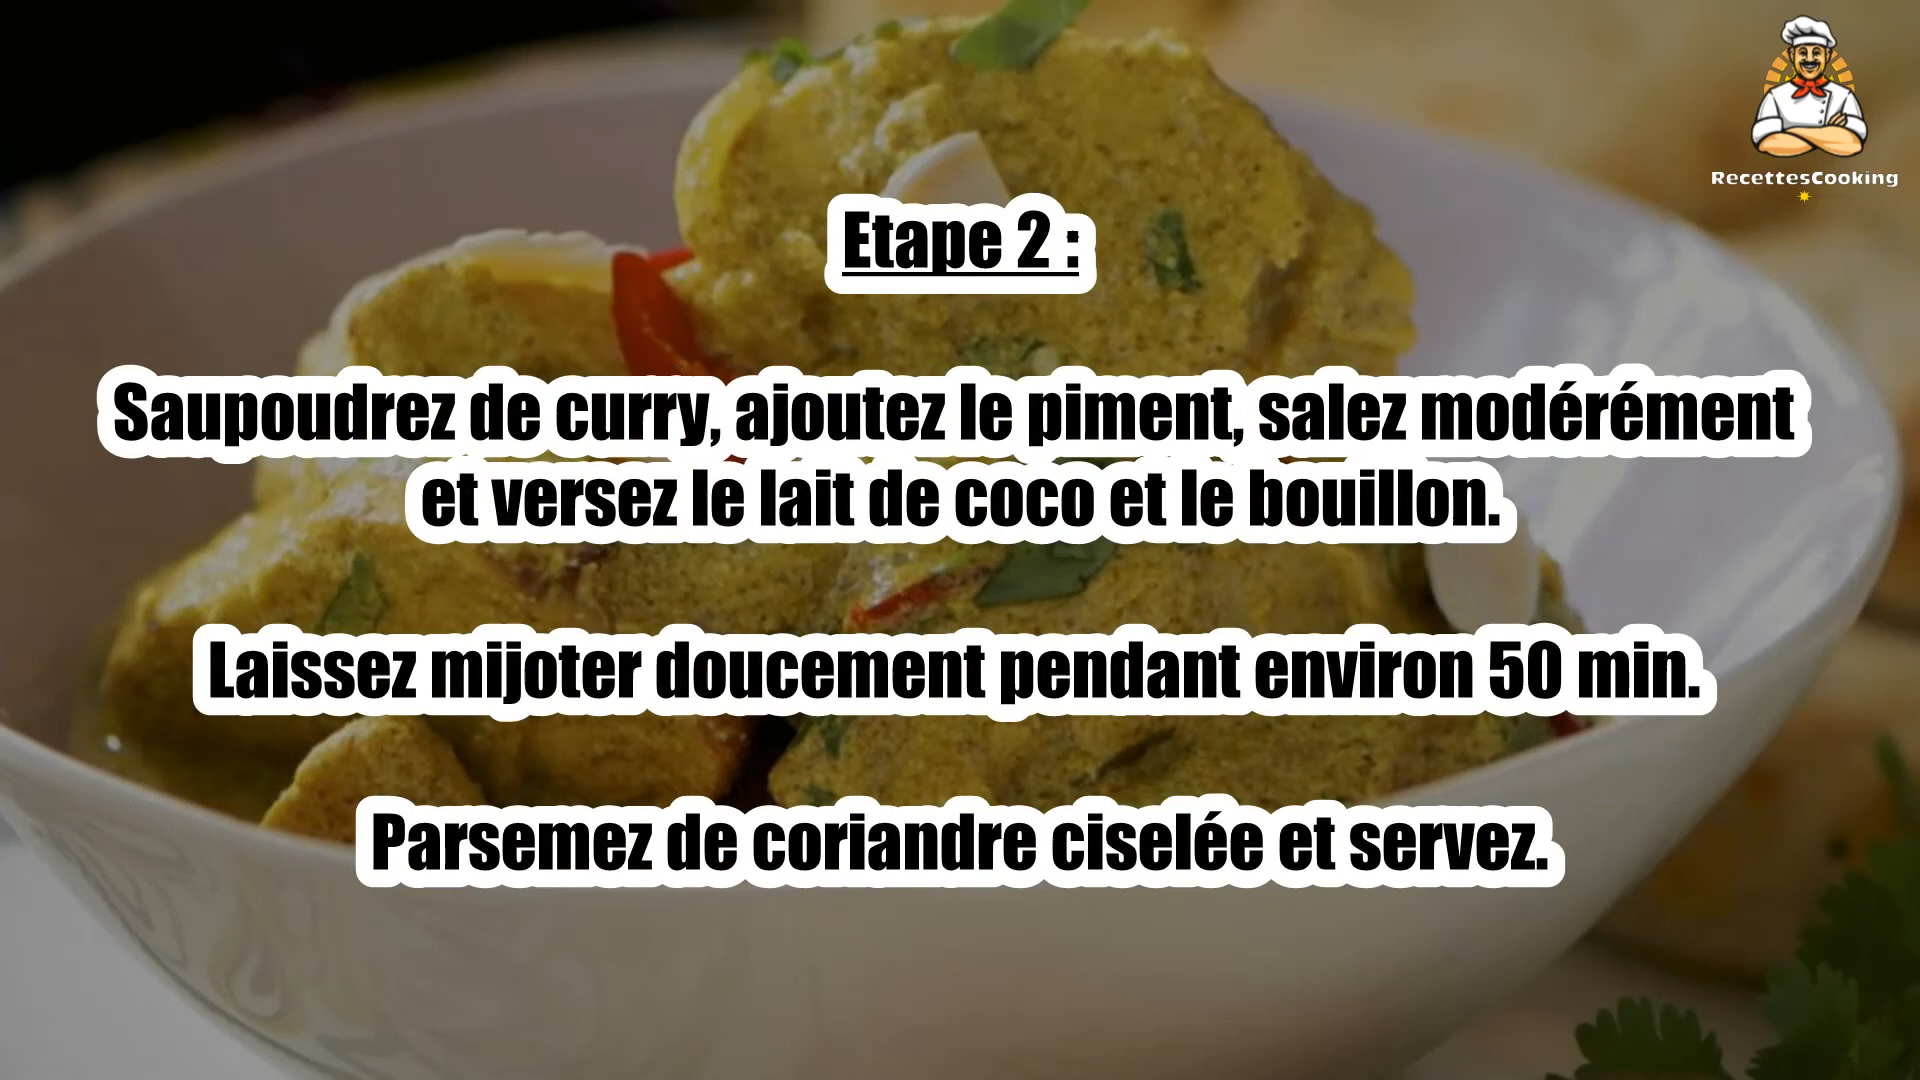 RecettesCooking
Etape 2 :
Saupoudrez de curry, ajoutez le piment, salez modérément
et versez le lait de coco et le bouillon.
Laissez mijoter doucement pendant environ 50 min.
Parsemez de coriandre ciselée et servez.